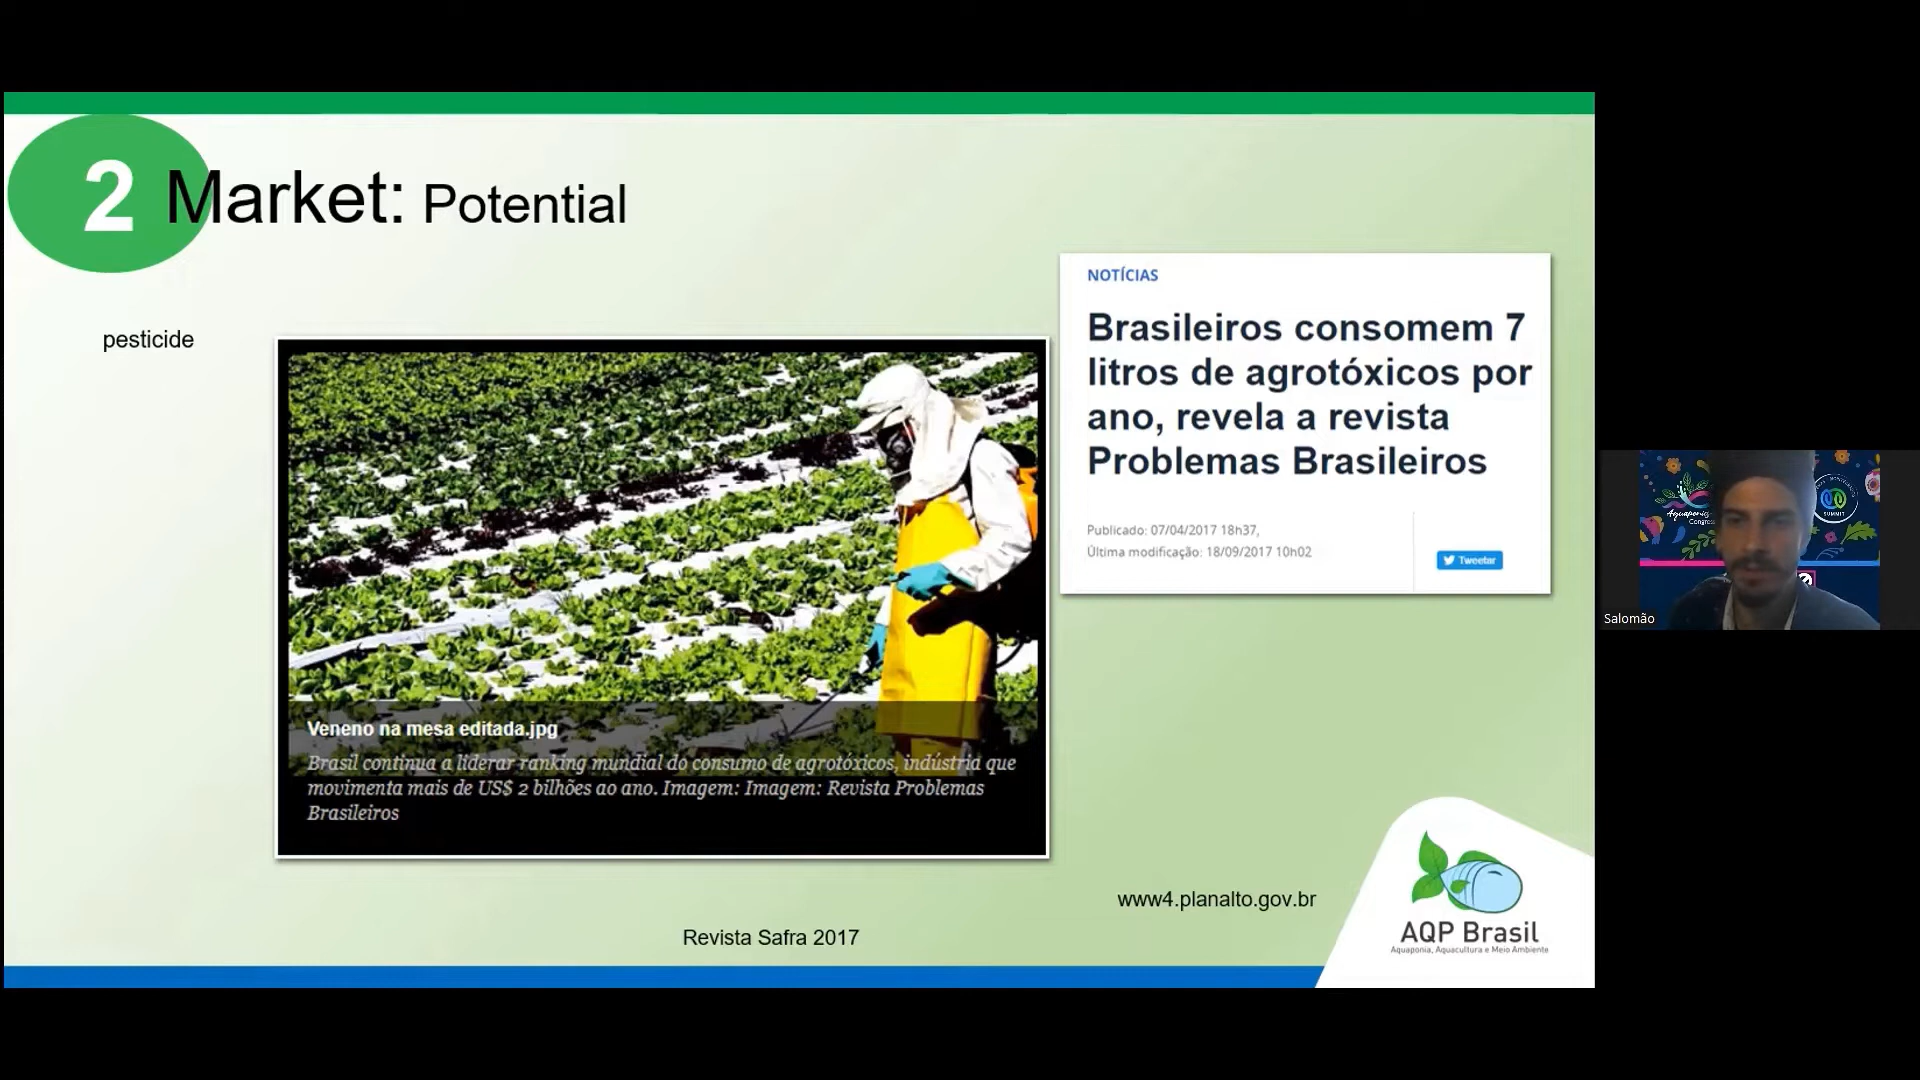 2
Market: Potential
pesticide
NOTÍCIAS
Brasileiros consomem 7
litros de agrotóxicos por
ano, revela a revista
Problemas Brasileiros
Publicado: 07/04/2017 18h37,
Última modificação: 18/09/2017 10h02
Tweetar
Veneno na mesa editada.jpg
Brasil continua a liderar ranking mundial do consumo de agrotóxicos, indústria que
movimenta mais de US$ 2 bilhões ao ano. Imagem: Imagem: Revista Problemas
Brasileiros
www4.planalto.gov.br
Revista Safra 2017
AQP Brasil
Aquaponia, Aquacultura e Meio Ambiente
SUMMIT
Salomão